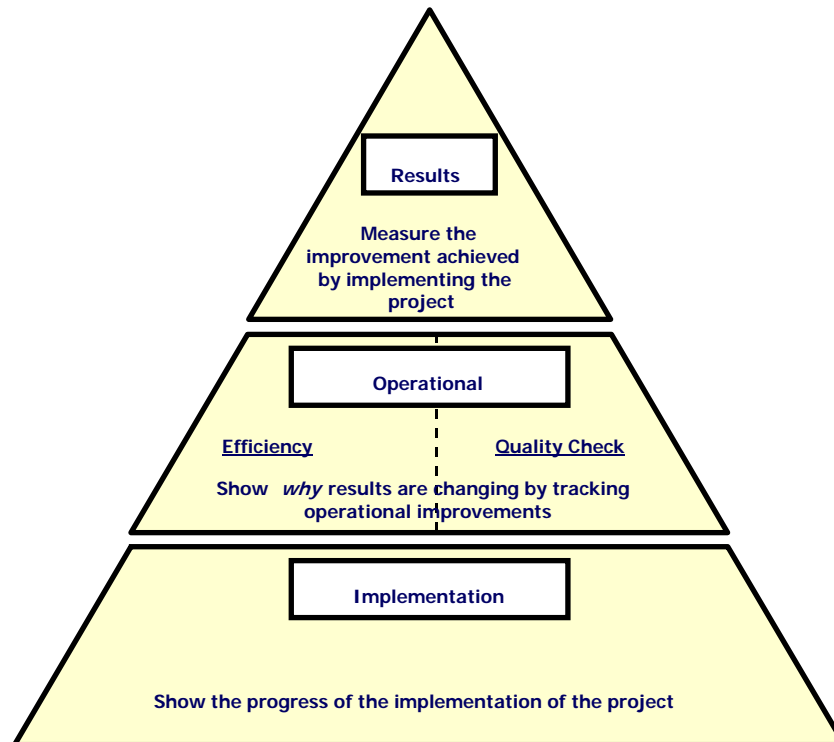 Results
Measure the
improvement achieved
by implementing the
project
Operational
Efficiency Quality Check
Show why results are changing by tracking
operational improvements
Implementation
Show the progress of the implementation of the project